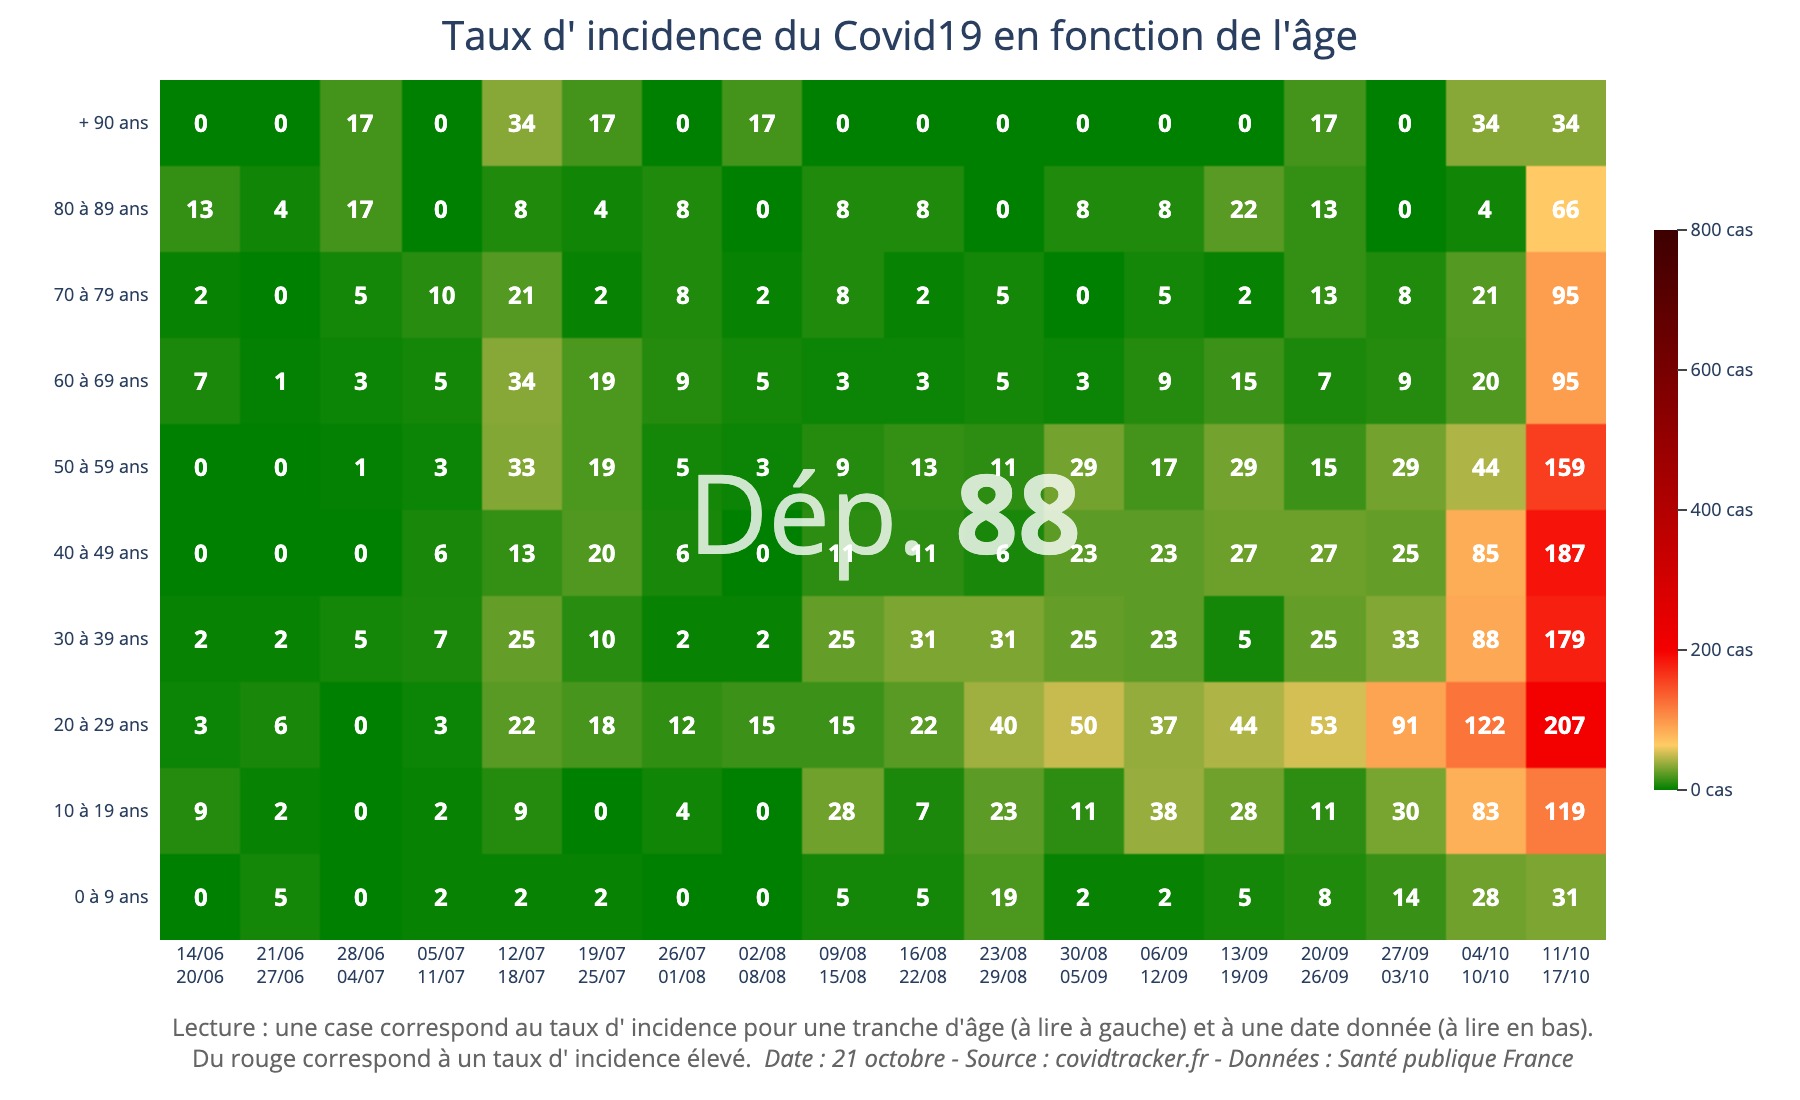 Taux d' incidence du Covid19 en fonction de l'âge
+ 90 ans 0 0 17 0 34 17 0 17 0 0 0 0 0 0 17 0 34 34
80 à 89 ans 13 4 17 0 8 4 8 0 8 8 0 8 8 22 13 0 4 66
70 à 79 ans 2 0 5 10 21 2 8 2 8 2 5 0 5 2 13 8 21 95
60 à 69 ans 7 1 3 5 34 19 9 5 3 3 5 3 9 15 7 9 20 95
50 à 59 ans 0 0 1 3 33 19 5 3 9 13 11 29 17 29 15 29 44 159
Dép. 88
40 à 49 ans 0 0 0 6 13 20 6 0 11 11 6 23 23 27 27 25 85 187
30 à 39 ans 2 2 5 7 25 10 2 2 25 31 31 25 23 5 25 33 88 179
20 à 29 ans 3 6 0 3 22 18 12 15 15 22 40 50 37 44 53 91 122 207
10 à 19 ans 9 2 0 2 9 0 4 0 28 7 23 11 38 28 11 30 83 119
0 à 9 ans 0 5 0 2 2 2 0 0 5 5 19 2 2 5 8 14 28 31
14/06 21/06 28/06 05/07 12/07 19/07 26/07 02/08 09/08 16/08 23/08 30/08 06/09 13/09 20/09 27/09 04/10 11/10
20/06 27/06 04/07 11/07 18/07 25/07 01/08 08/08 15/08 22/08 29/08 05/09 12/09 19/09 26/09 03/10 10/10 17/10
800 cas
600 cas
400 cas
200 cas
0 cas
Lecture : une case correspond au taux d' incidence pour une tranche d'âge (à lire à gauche) et à une date donnée (à lire en bas).
Du rouge correspond à un taux d' incidence élevé. Date : 21 octobre - Source : covidtracker.fr - Données : Santé publique France